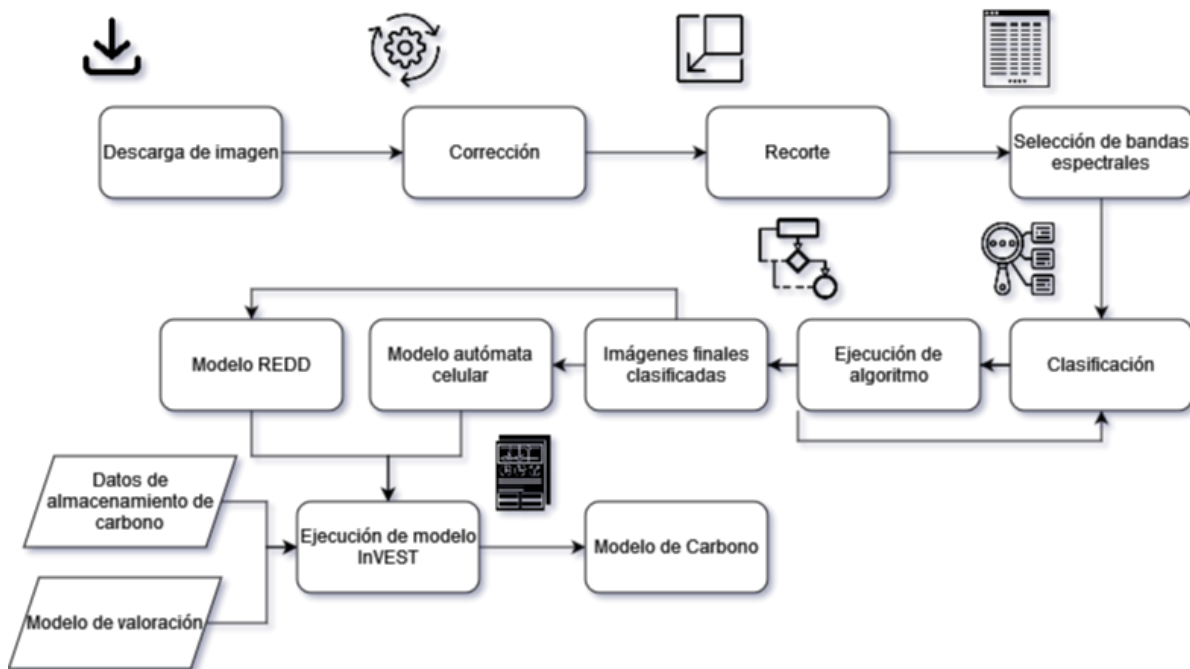 Descarga de imagen
Corrección
Recorte
Selección de bandas
espectrales
Modelo REDD
Modelo autómata
celular
Imágenes finales
clasificadas
Ejecución de
algoritmo
Clasificación
Datos de
almacenamiento de
carbono
Ejecución de modelo
InVEST
Modelo de Carbono
Modelo de valoración